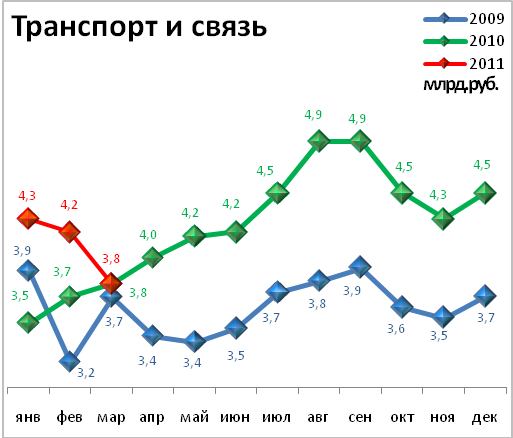 Транспорт и связь
2009
2010
2011
млрд.руб.
4,9 4,9
4,5 4,5 4,5
4,3 4,2 4,2 4,2 4,3
4,0
3,9 3,8
3,7 3,8 3,9
3,5 3,7 3,7 3,8 3,7
3,4 3,4 3,5 3,6 3,5
3,2
янв фев мар апр май июн июл авг сен окт ноя дек